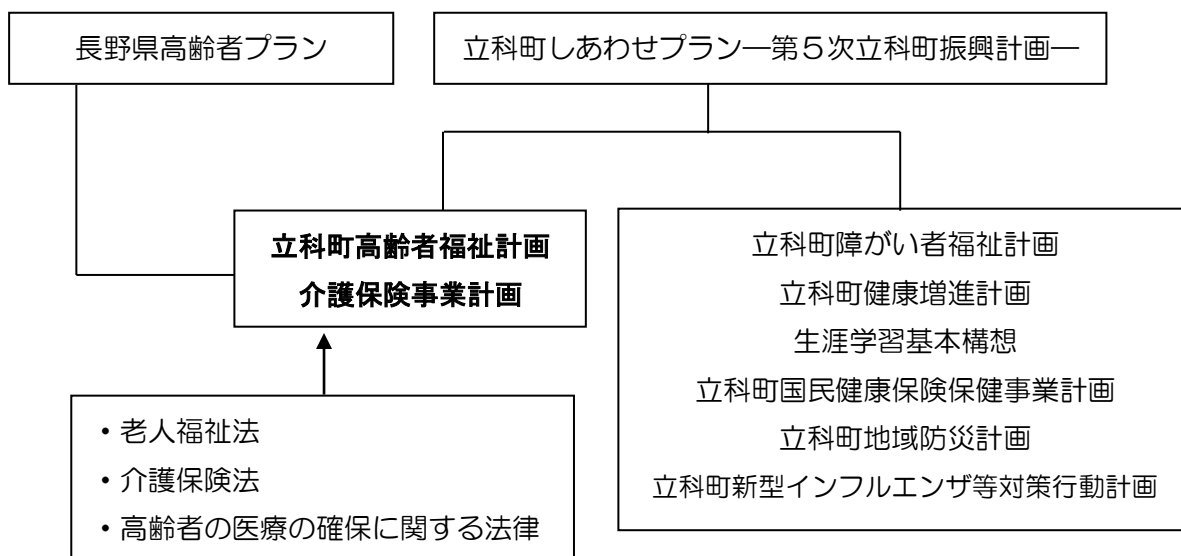 長野県高齢者プラン
立科町しあわせプラン―第5次立科町振興計画―
立科町高齢者福祉計画
介護保険事業計画
・老人福祉法
・介護保険法
・高齢者の医療の確保に関する法律
立科町障がい者福祉計画
立科町健康増進計画
生涯学習基本構想
立科町国民健康保険保健事業計画
立科町地域防災計画
立科町新型インフルエンザ等対策行動計画